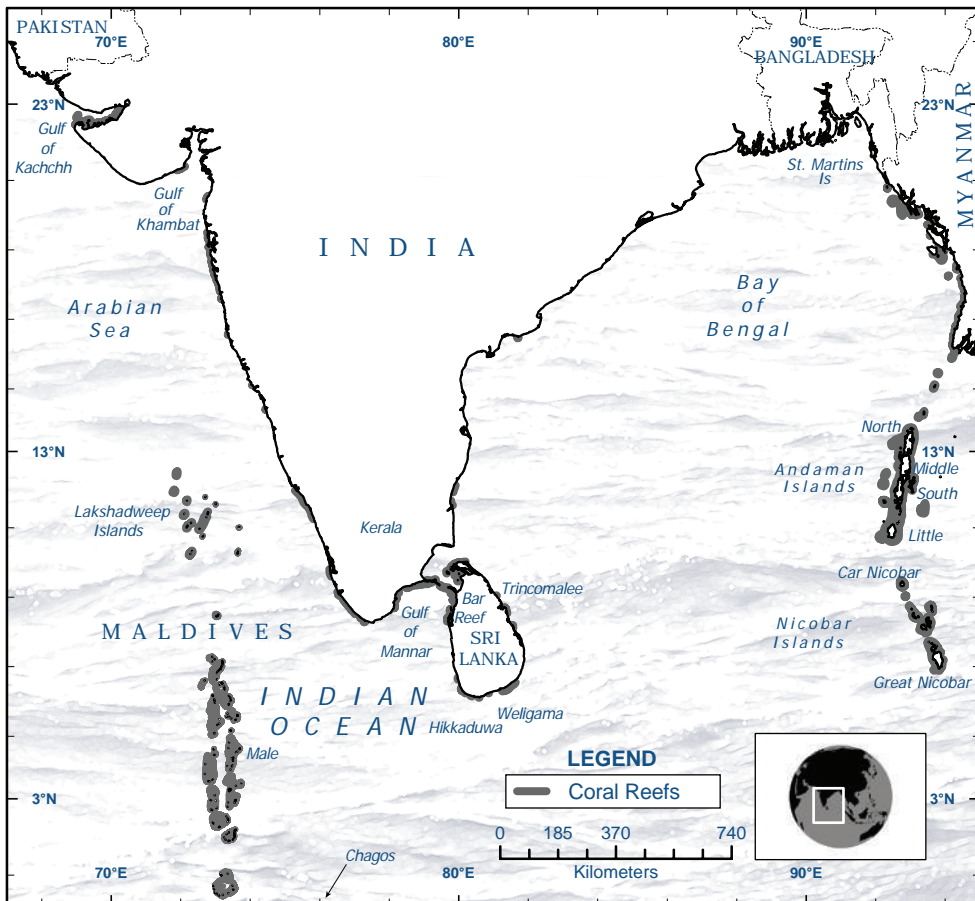 PAKISTAN
70°E
80°E
90°E
BANGLADESH
23°N
23°N
Gulf
of
Kachchh
MYANMAR
St. Martins
Is
Gulf
of
Khambat
INDIA
Arabian
Sea
Bay
of
Bengal
North
13°N
13°N
Andaman
Islands
Middle
South
Lakshadweep
Islands
Kerala
Little
Car Nicobar
Trincomalee
Bar
Reef
Gulf
of
Mannar
MALDIVES
Nicobar
Islands
SRI
LANKA
Great Nicobar
INDIAN
OCEAN
Weligama
Hikkaduwa
Male
LEGEND
Coral Reefs
3°N
3°N
0 185 370 740
Kilometers
Chagos
70°E
80°E
90°E